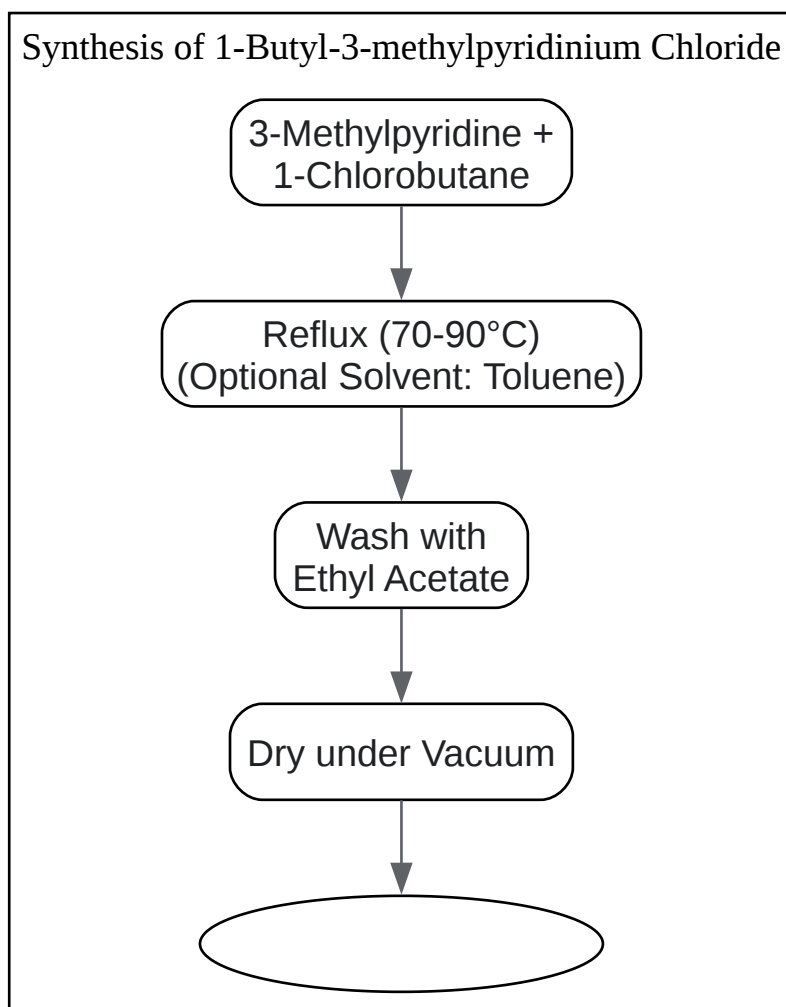 Synthesis of 1-Butyl-3-methylpyridinium Chloride
3-Methylpyridine +
1-Chlorobutane
Reflux (70-90°C)
(Optional Solvent: Toluene)
Wash with
Ethyl Acetate
Dry under Vacuum